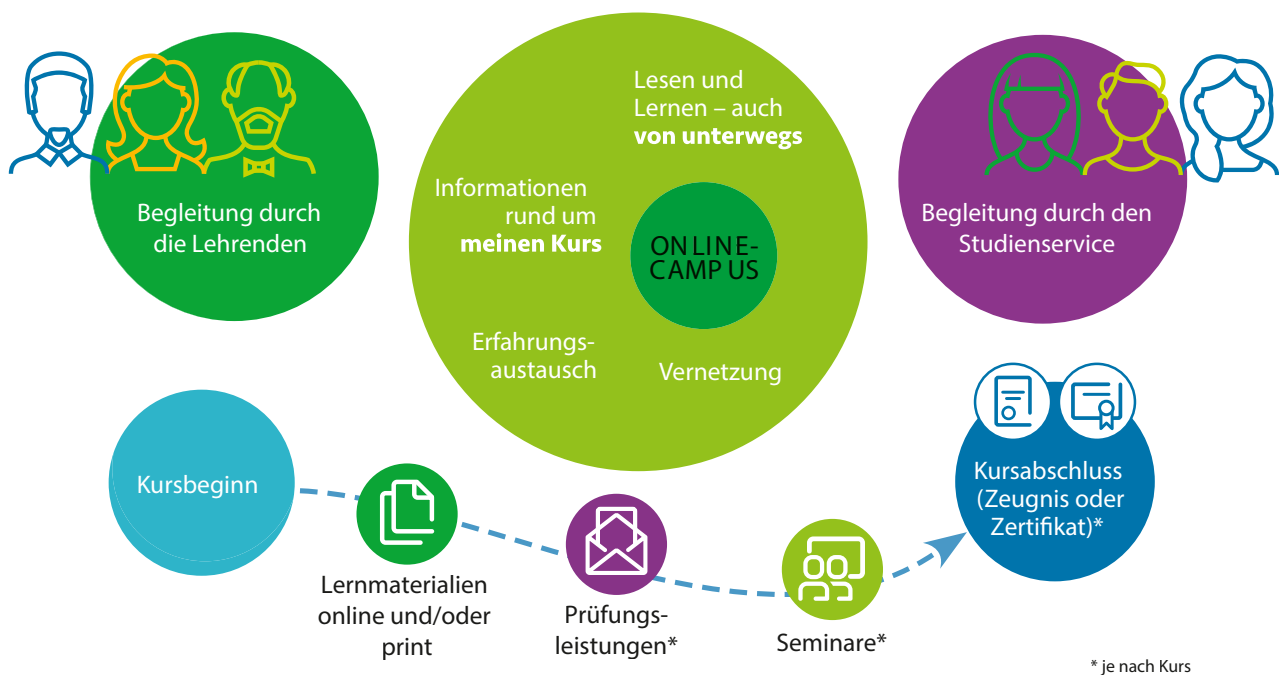 Begleitung durch
die Lehrenden
Lesen und
Lernen – auch
von unterwegs
Informationen
rund um
meinen Kurs
ONLINE-
CAMPUS
Erfahrungs-
austausch
Vernetzung
Begleitung durch den
Studienservice
Kursbeginn
Lernmaterialien
online und/oder
print
Prüfungs-
leistungen*
Seminare*
Kursabschluss
(Zeugnis oder
Zertifikat)*
* je nach Kurs